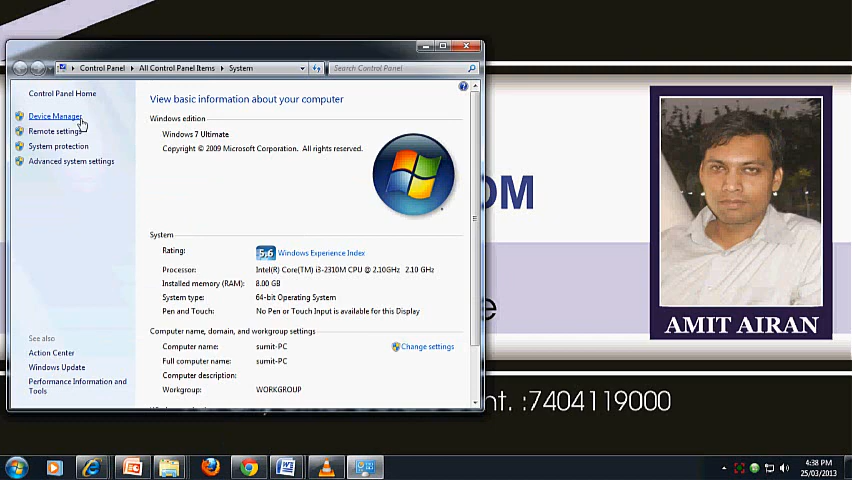 Control Panel
All Control Panel Items
System
Search Control Panel
Control Panel Home
Device Manager
Remote settings
System protection
Advanced system settings
See also
Action Center
Windows Update
Performance Information and
Tools
View basic information about your computer
Windows edition
Windows 7 Ultimate
Copyright © 2009 Microsoft Corporation. All rights reserved.
System
Rating:
5.6 Windows Experience Index
Processor: Intel(R) Core(TM) i3-2310M CPU @ 2.10GHz 2.10 GHz
Installed memory (RAM): 8.00 GB
System type: 64-bit Operating System
Pen and Touch: No Pen or Touch Input is available for this Display
Computer name, domain, and workgroup settings
Computer name: sumit-PC
Change settings
Full computer name: sumit-PC
Computer description:
Workgroup: WORKGROUP
OM
e
AMIT AIRAN
nt. :7404119000
4:38 PM
25/03/2013